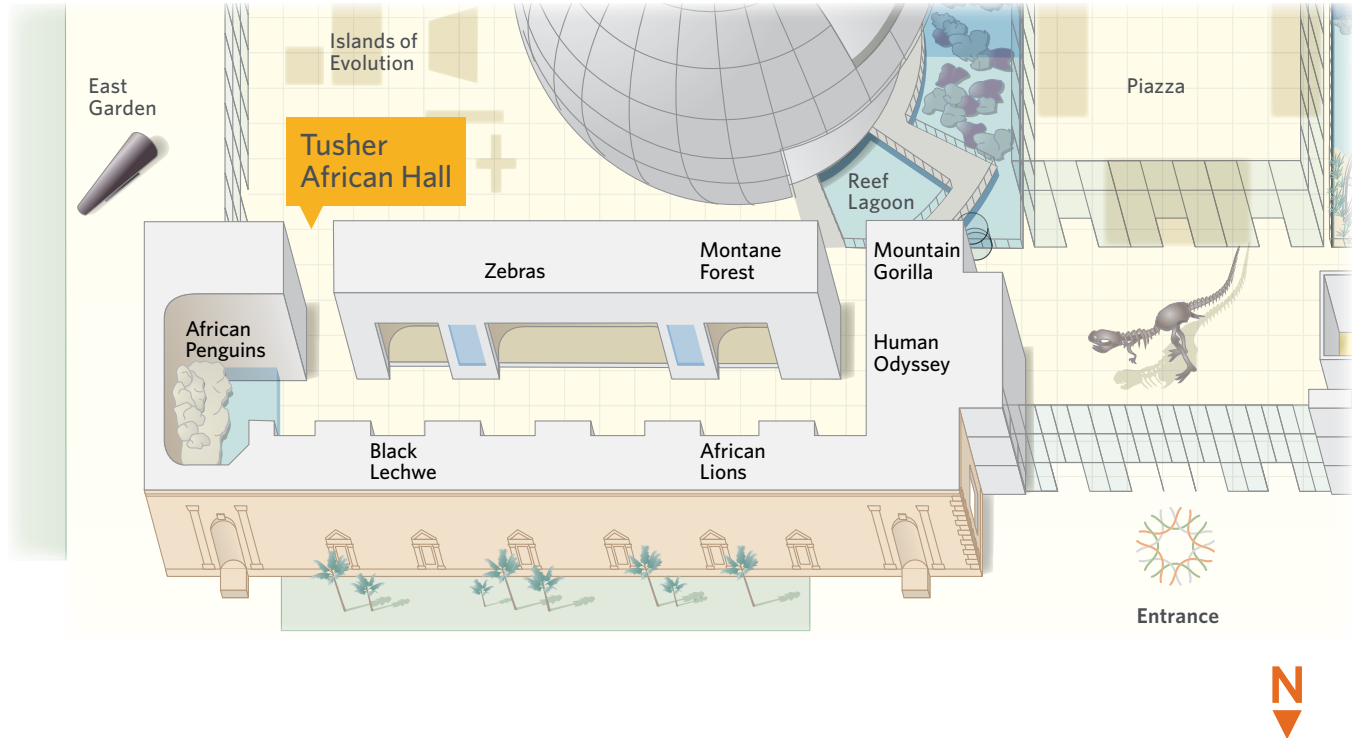 Islands of
Evolution
East
Garden
Piazza
Tusher
African Hall
Reef
Lagoon
Zebras
Montane
Forest
Mountain
Gorilla
African
Penguins
Human
Odyssey
Black
Lechwe
African
Lions
Entrance
N